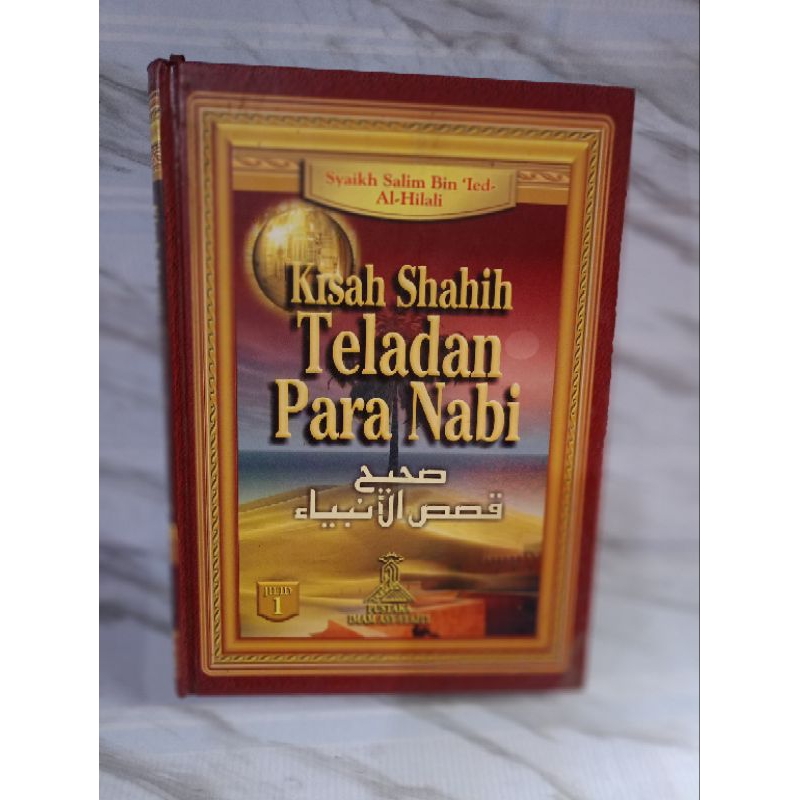 Syaikh Salim Bin 'Ied-
Al-Hilali
Kisah Shahih
Teladan
Para Nabi
صحيح
قصص الأنبياء
JILID
1
PUSTAKA
IMAM ASY-SYAFI'I